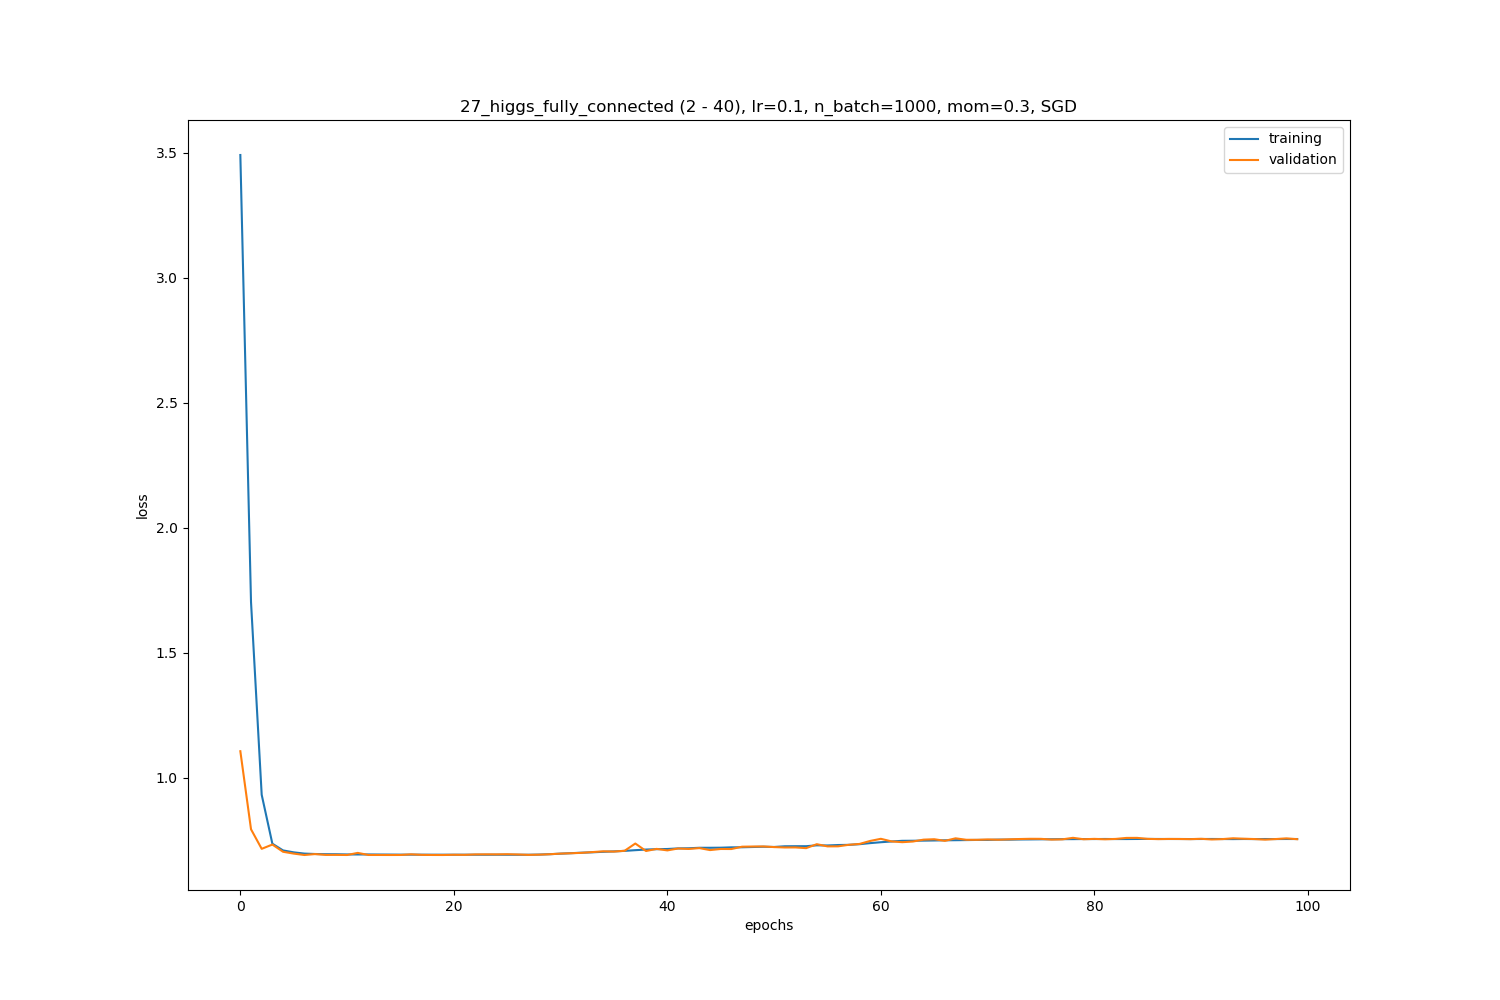 27_higgs_fully_connected (2 - 40), lr=0.1, n_batch=1000, mom=0.3, SGD
training
validation
3.5
3.0
2.5
2.0
1.5
1.0
loss
0 20 40 60 80 100
epochs